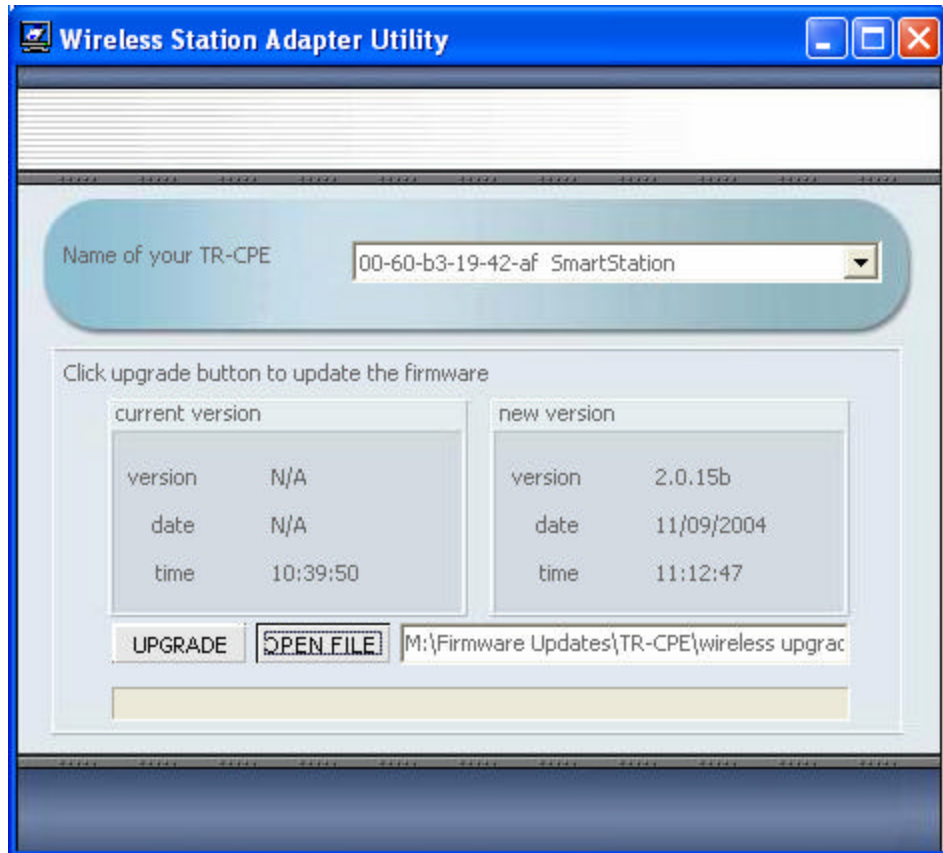 Wireless Station Adapter Utility
Name of your TR-CPE
00-60-b3-19-42-af SmartStation
Click upgrade button to update the firmware
current version
version N/A
date N/A
time 10:39:50
new version
version 2.0.15b
date 11/09/2004
time 11:12:47
UPGRADE
OPEN FILE
M:\Firmware Updates\TR-CPE\wireless upgrac